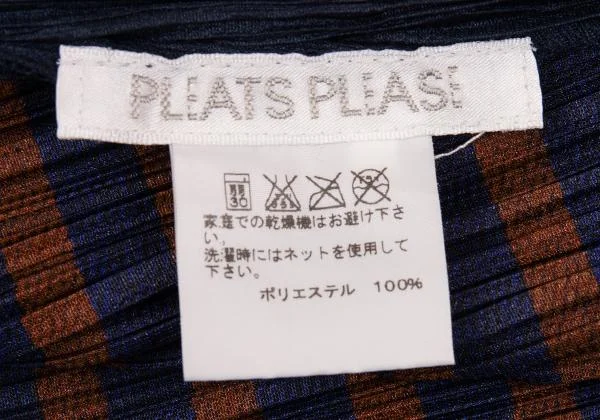 PLEATS PLEASE
30
家庭での乾燥機はお避け下さ
い。
洗濯時にはネットを使用して
下さい。
ポリエステル 100%